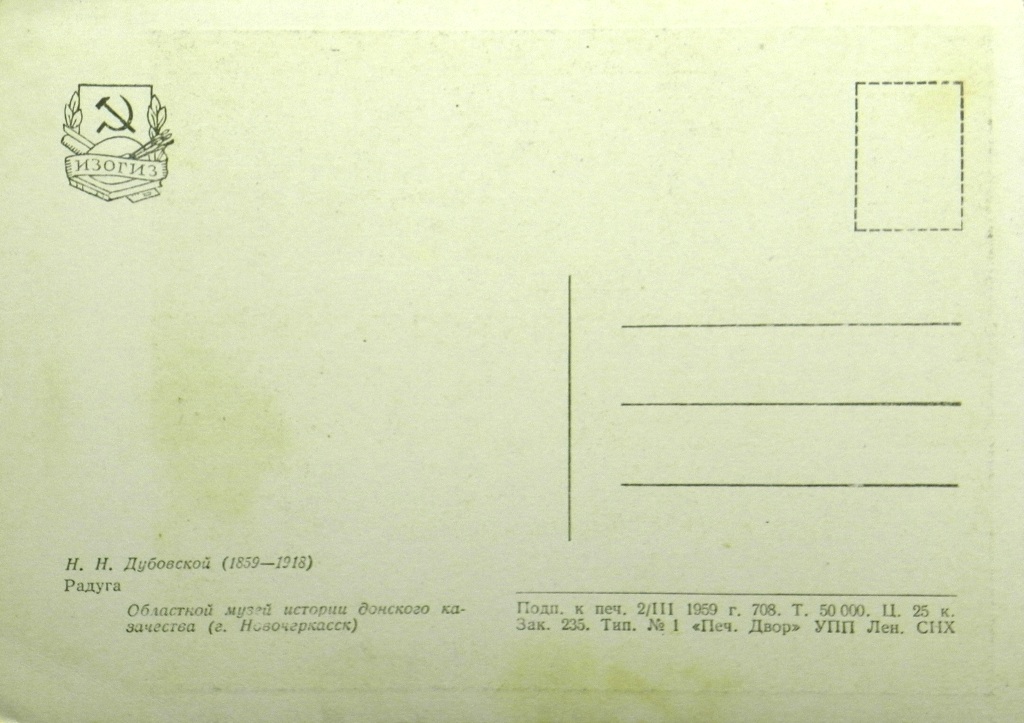 ИЗОГИЗ
Н. Н. Дубовской (1859—1918)
Радуга
Областной музей истории донского ка-
зачества (г. Новочеркасск)
Подп. к печ. 2/III 1959 г. 708. Т. 50 000. Ц. 25 к.
Зак. 235. Тип. № 1 «Печ. Двор» УПП Лен. СНХ